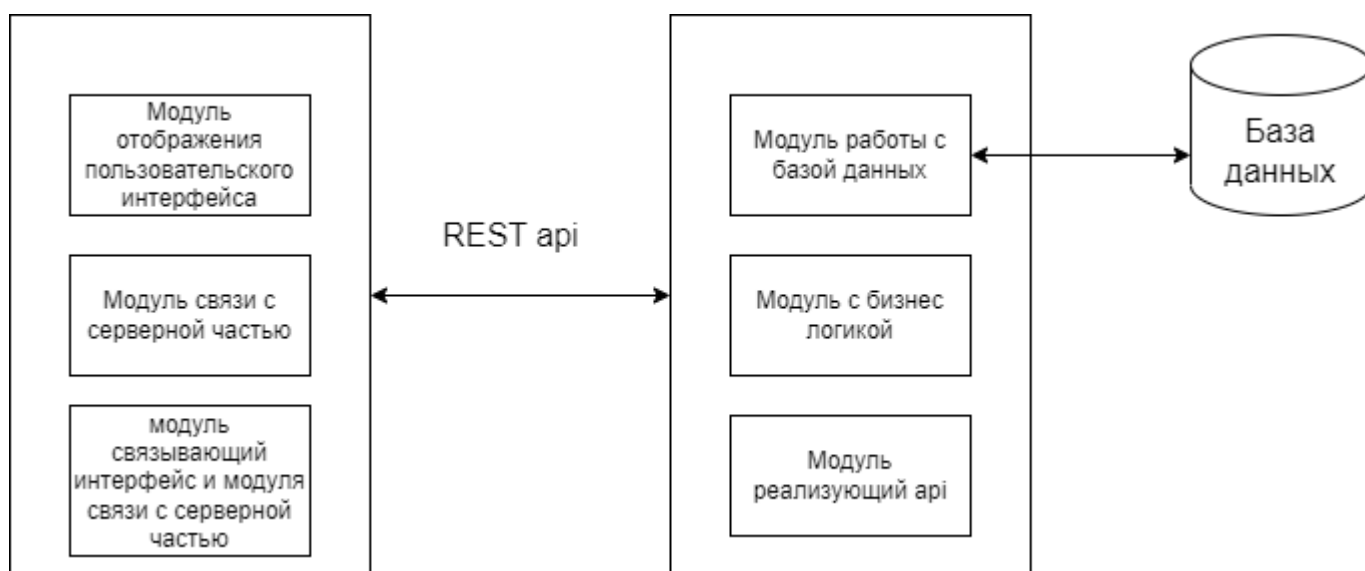 Модуль
отображения
пользовательского
интерфейса
Модуль связи с
серверной частью
модуль
связывающий
интерфейс и модуля
связи с серверной
частью
REST api
Модуль работы с
базой данных
Модуль с бизнес
логикой
Модуль
реализующий api
База
данных